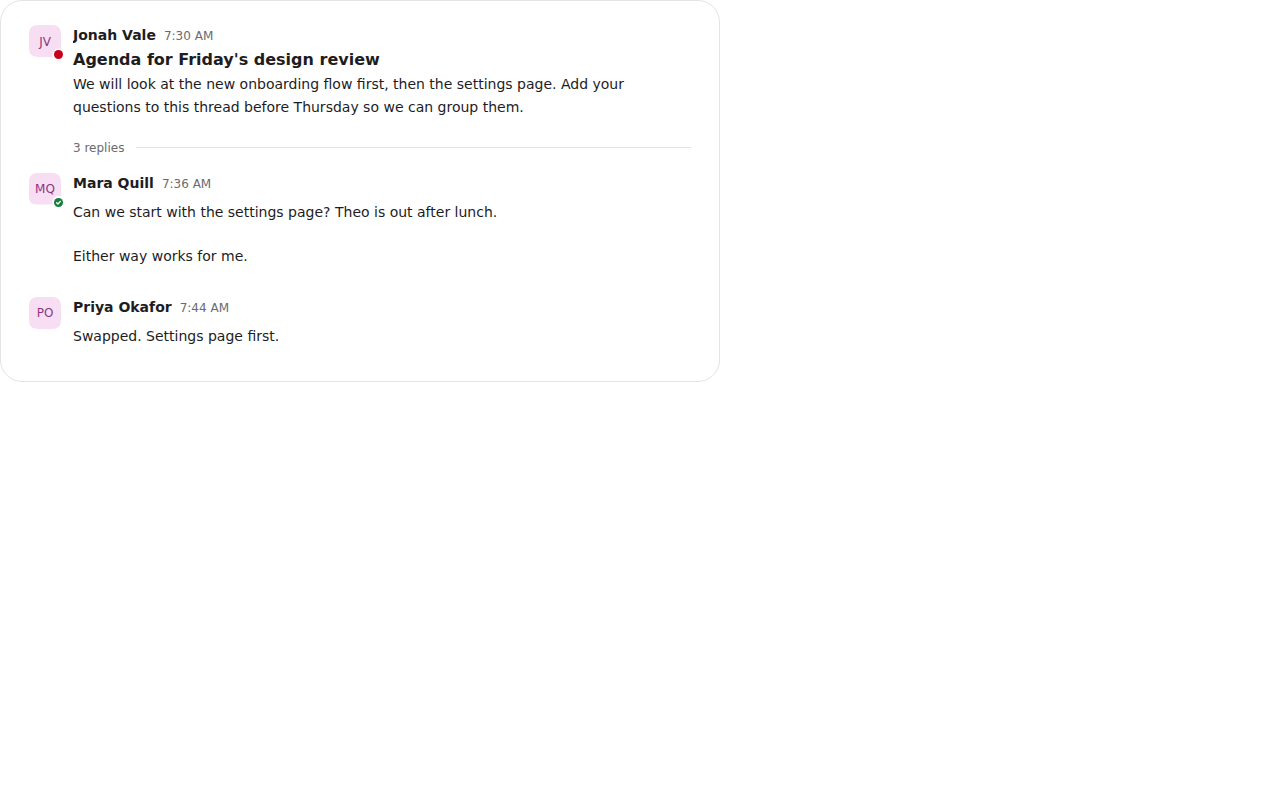 JV
Jonah Vale 7:30 AM
Agenda for Friday's design review
We will look at the new onboarding flow first, then the settings page. Add your
questions to this thread before Thursday so we can group them.
3 replies
MQ
Mara Quill 7:36 AM
Can we start with the settings page? Theo is out after lunch.
Either way works for me.
PO
Priya Okafor 7:44 AM
Swapped. Settings page first.